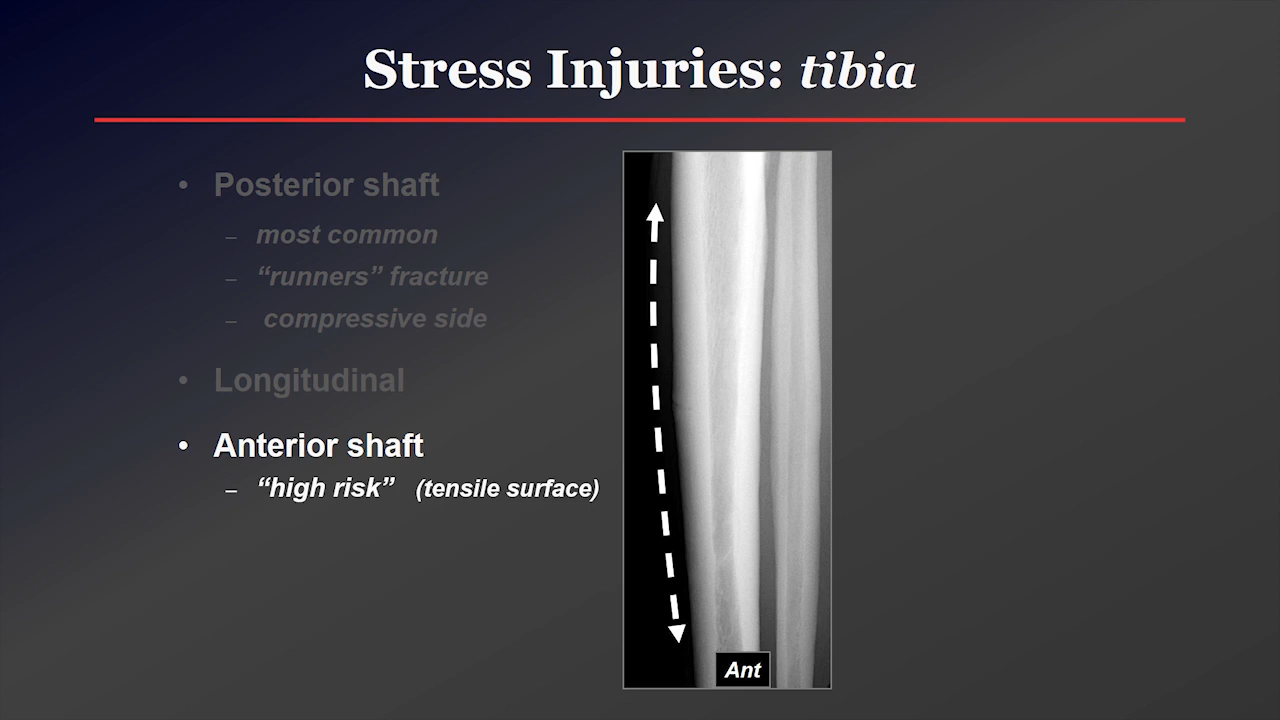 Stress Injuries: tibia
• Posterior shaft
– most common
– “runners” fracture
– compressive side
• Longitudinal
• Anterior shaft
– “high risk” (tensile surface)
Ant